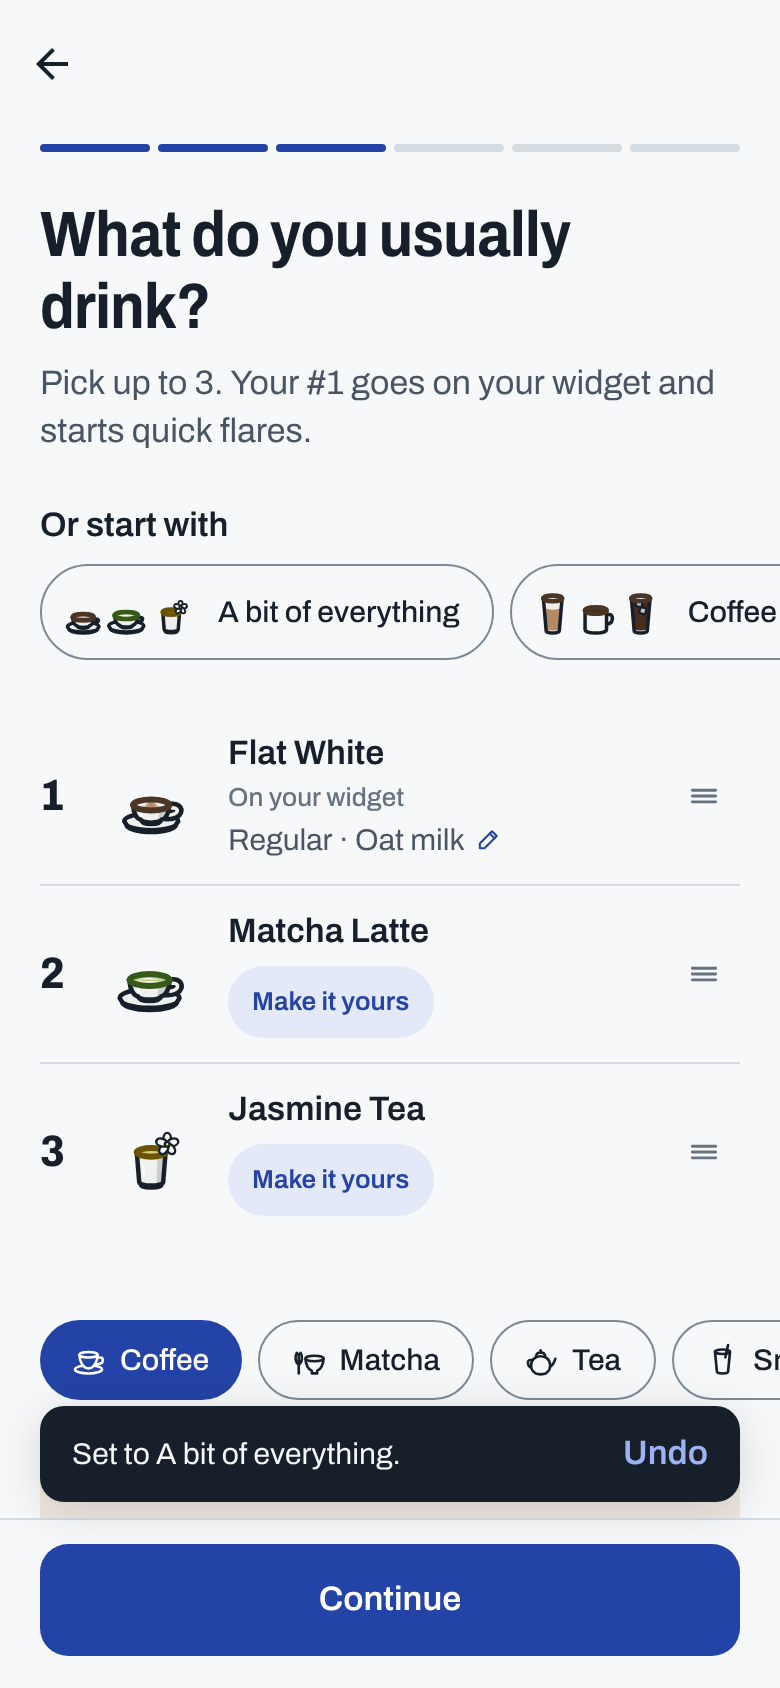 What do you usually
drink?
Pick up to 3. Your #1 goes on your widget and
starts quick flares.
Or start with
A bit of everything
Coffee
1
Flat White
On your widget
Regular · Oat milk
2
Matcha Latte
Make it yours
3
Jasmine Tea
Make it yours
Coffee
Matcha
Tea
Set to A bit of everything.
Undo
Continue